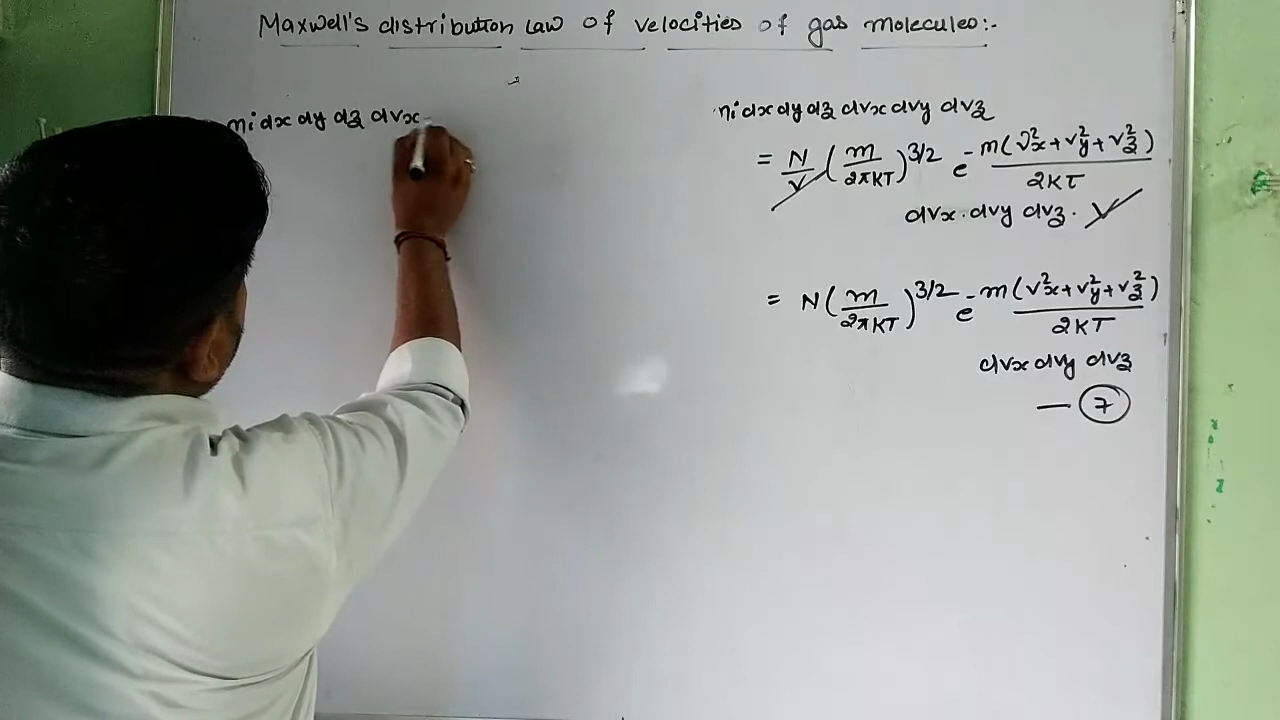 Maxwell's distribution Law of velocities of gas molecules:-
ni dx dy dz dvx
ni dx dy dz dvx dvy dvz
= N/V (m/2πKT)^3/2 e^-m(v²x+v²y+v²z)/2KT
dvx·dvy dvz· V
= N(m/2πKT)^3/2 e^-m(v²x+v²y+v²z)/2KT
dvx dvy dvz
— 7